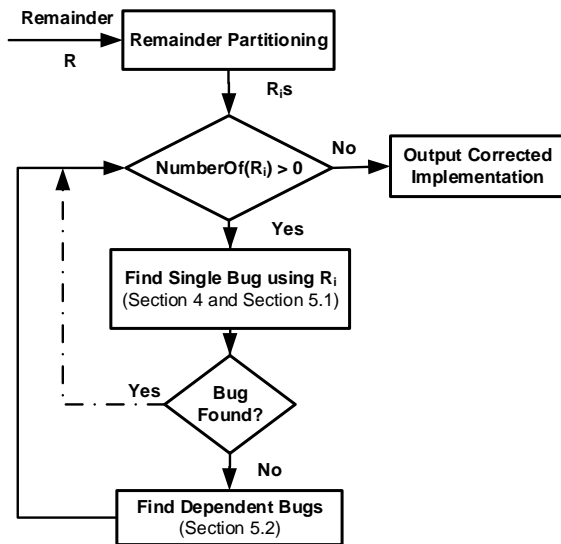 Remainder
R
Remainder Partitioning
Rᵢs
NumberOf(Rᵢ) > 0
No
Output Corrected
Implementation
Yes
Find Single Bug using Rᵢ
(Section 4 and Section 5.1)
Yes
Bug
Found?
No
Find Dependent Bugs
(Section 5.2)